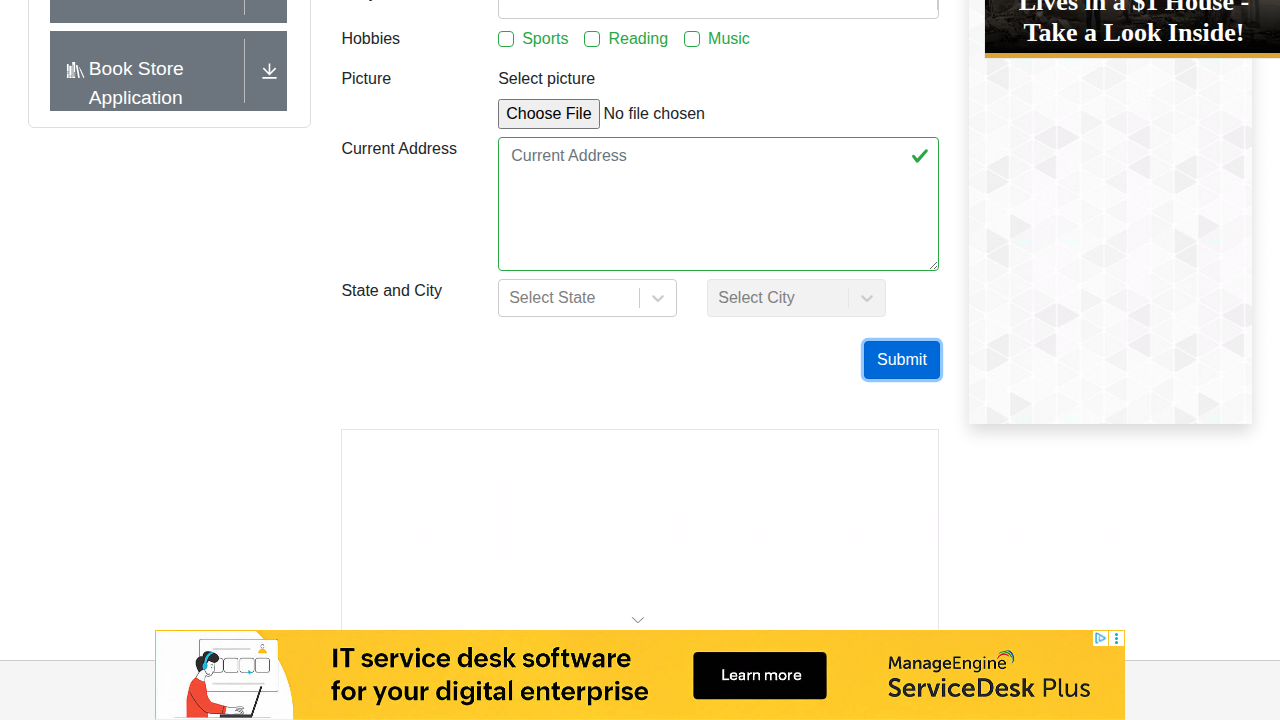 Lives in a $1 House -
Take a Look Inside!
Hobbies
Sports
Reading
Music
Book Store
Application
Picture
Select picture
Choose File No file chosen
Current Address
Current Address
State and City
Select State
Select City
Submit
IT service desk software
for your digital enterprise
Learn more
ManageEngine
ServiceDesk Plus